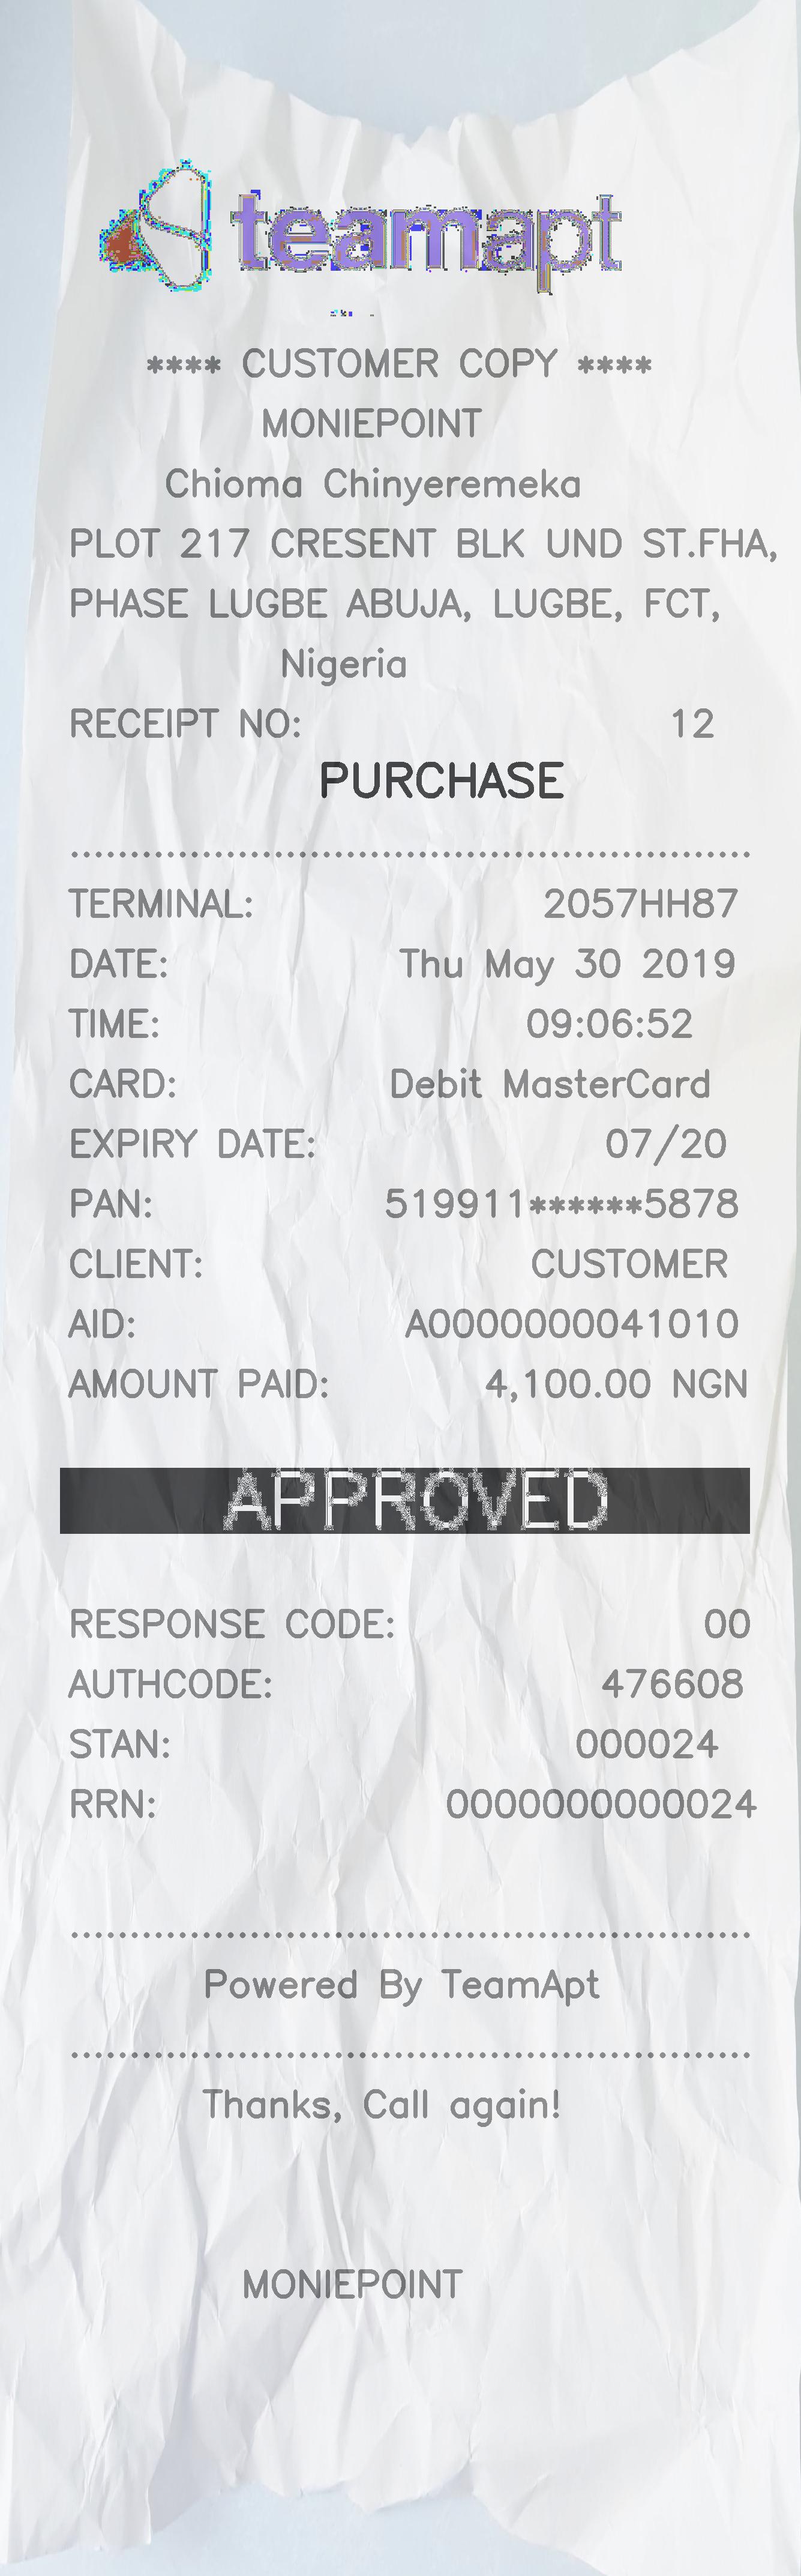 teamapt
**** CUSTOMER COPY ****
MONIEPOINT
Chioma Chinyeremeka
PLOT 217 CRESENT BLK UND ST.FHA,
PHASE LUGBE ABUJA, LUGBE, FCT,
Nigeria
RECEIPT NO: 12
PURCHASE
TERMINAL: 2057HH87
DATE: Thu May 30 2019
TIME: 09:06:52
CARD: Debit MasterCard
EXPIRY DATE: 07/20
PAN: 519911******5878
CLIENT: CUSTOMER
AID: A0000000041010
AMOUNT PAID: 4,100.00 NGN
APPROVED
RESPONSE CODE: 00
AUTHCODE: 476608
STAN: 000024
RRN: 0000000000024
Powered By TeamApt
Thanks, Call again!
MONIEPOINT